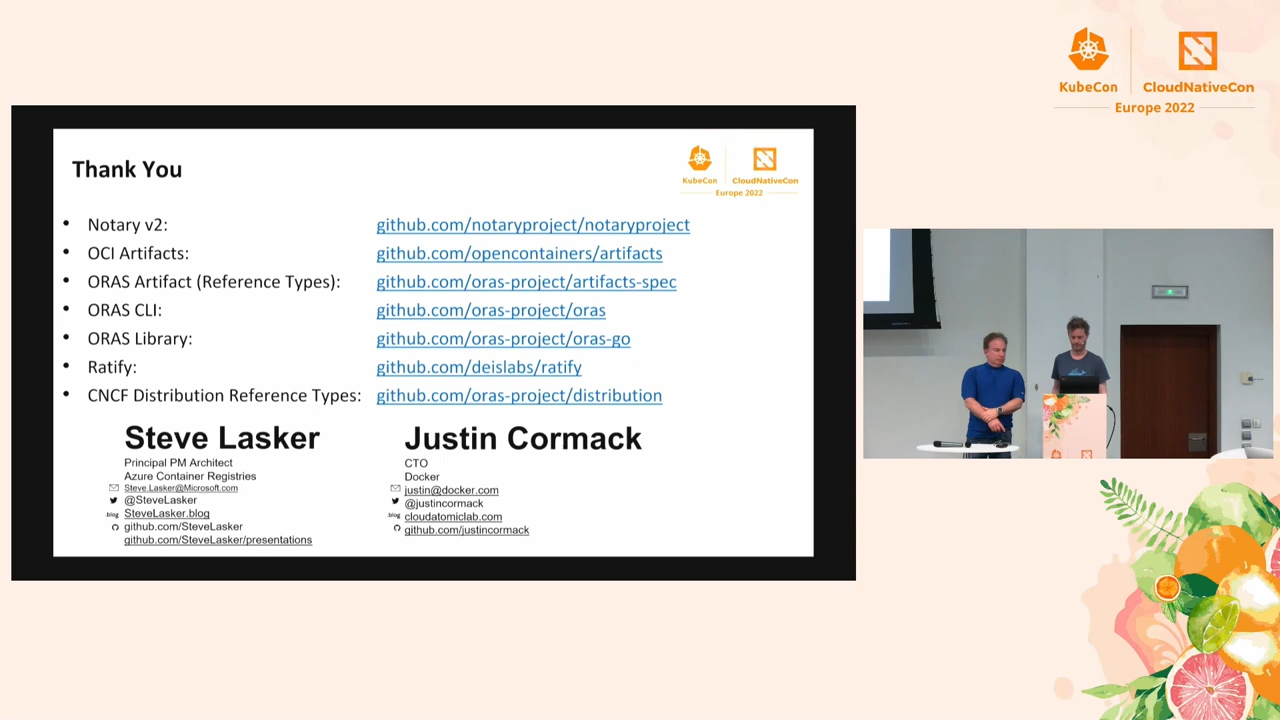 KubeCon
CloudNativeCon
Europe 2022
Thank You
KubeCon
CloudNativeCon
Europe 2022
• Notary v2: github.com/notaryproject/notaryproject
• OCI Artifacts: github.com/opencontainers/artifacts
• ORAS Artifact (Reference Types): github.com/oras-project/artifacts-spec
• ORAS CLI: github.com/oras-project/oras
• ORAS Library: github.com/oras-project/oras-go
• Ratify: github.com/deislabs/ratify
• CNCF Distribution Reference Types: github.com/oras-project/distribution
Steve Lasker
Principal PM Architect
Azure Container Registries
Steve.Lasker@Microsoft.com
@SteveLasker
.blog SteveLasker.blog
github.com/SteveLasker
github.com/SteveLasker/presentations
Justin Cormack
CTO
Docker
justin@docker.com
@justincormack
.blog cloudatomiclab.com
github.com/justincormack